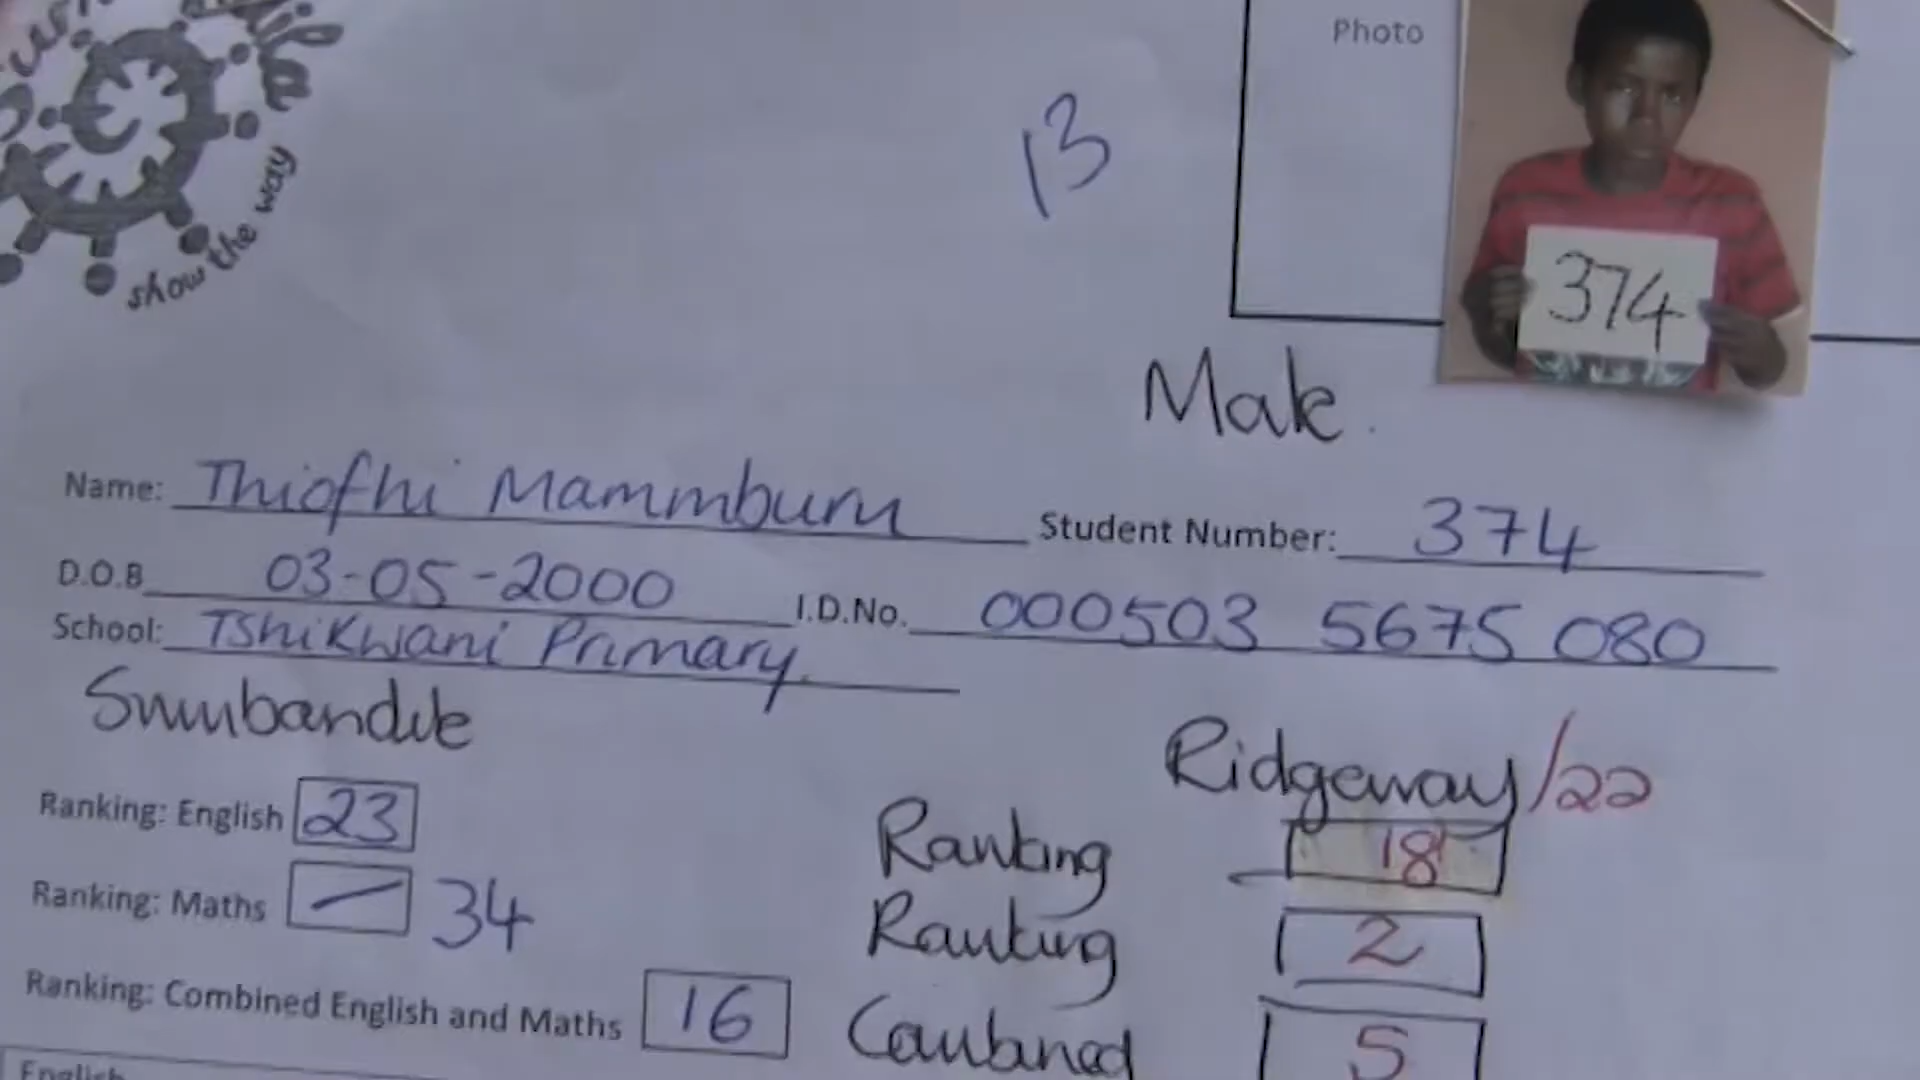 show the way
Photo
13
374
Male.
Name: Thiofhi Mammburu Student Number: 374
D.O.B 03-05-2000 I.D.No. 000503 5675 080
School: Tshikwani Primary.
Ridgeway /22
Ranking: English 23
Ranking 18
Ranking: Maths 34
Ranking 2
Ranking: Combined English and Maths 16
Combined 5
English